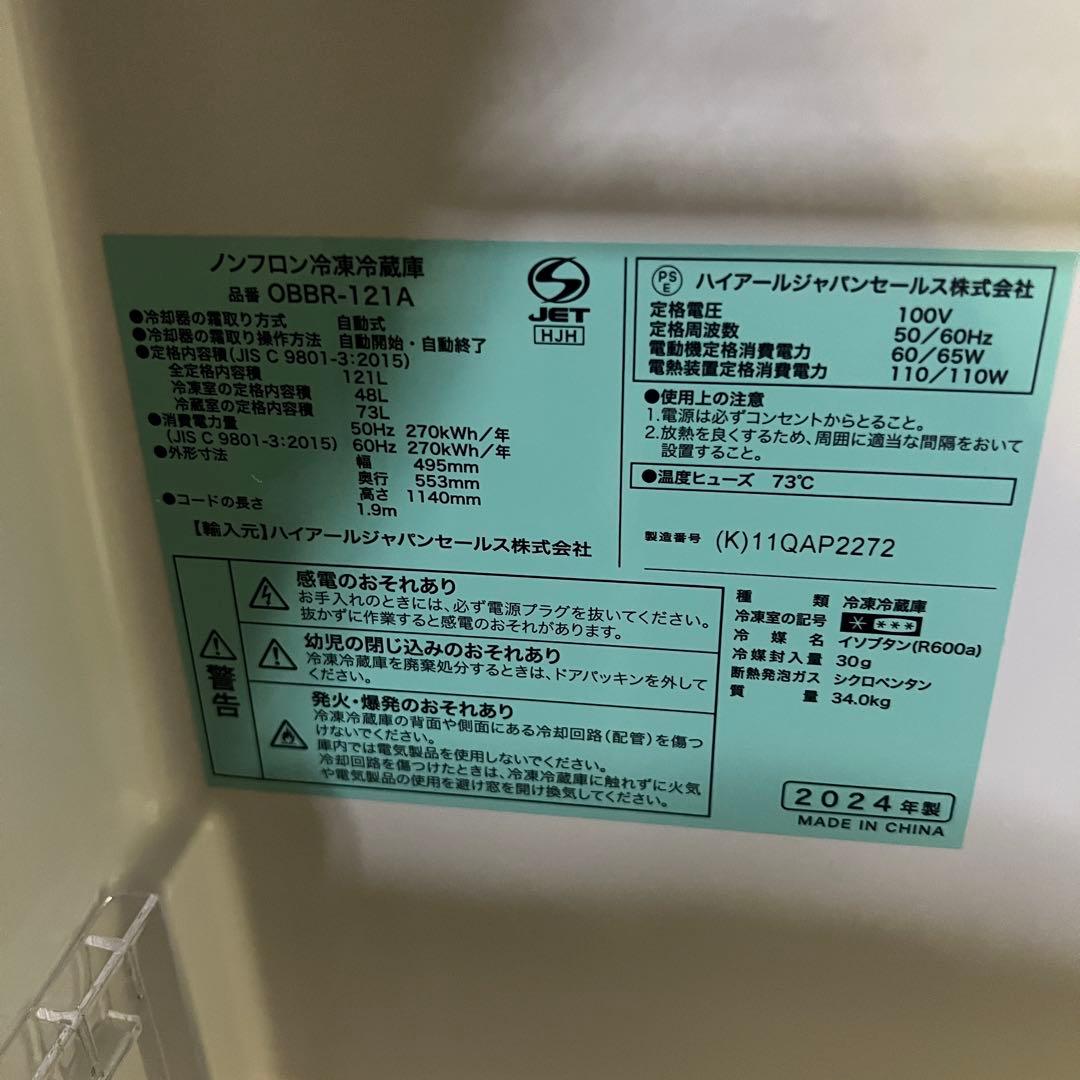 ノンフロン冷凍冷蔵庫
品番 OBBR-121A
●冷却器の霜取り方式 自動式
●冷却器の霜取り操作方法 自動開始・自動終了
●定格内容積(JIS C 9801-3:2015)
全定格内容積 121L
冷凍室の定格内容積 48L
冷蔵室の定格内容積 73L
●消費電力量 50Hz 270kWh/年
(JIS C 9801-3:2015) 60Hz 270kWh/年
●外形寸法 幅 495mm
奥行 553mm
高さ 1140mm
●コードの長さ 1.9m
【輸入元】ハイアールジャパンセールス株式会社
JET
HJH
PS
E
ハイアールジャパンセールス株式会社
定格電圧 100V
定格周波数 50/60Hz
電動機定格消費電力 60/65W
電熱装置定格消費電力 110/110W
●使用上の注意
1.電源は必ずコンセントからとること。
2.放熱を良くするため、周囲に適当な間隔をおいて
設置すること。
●温度ヒューズ 73℃
製造番号 (K)11QAP2272
種類 冷凍冷蔵庫
冷凍室の記号 * ***
冷媒名 イソブタン(R600a)
冷媒封入量 30g
断熱発泡ガス シクロペンタン
質量 34.0kg
2024年製
MADE IN CHINA
警告
感電のおそれあり
お手入れのときには、必ず電源プラグを抜いてください。
抜かずに作業すると感電のおそれがあります。
幼児の閉じ込みのおそれあり
冷凍冷蔵庫を廃棄処分するときは、ドアパッキンを外して
ください。
発火・爆発のおそれあり
冷凍冷蔵庫の背面や側面にある冷却回路(配管)を傷つ
けないでください。
庫内では電気製品を使用しないでください。
冷却回路を傷つけたときは、冷凍冷蔵庫に触れずに火気
や電気製品の使用を避け窓を開け換気してください。